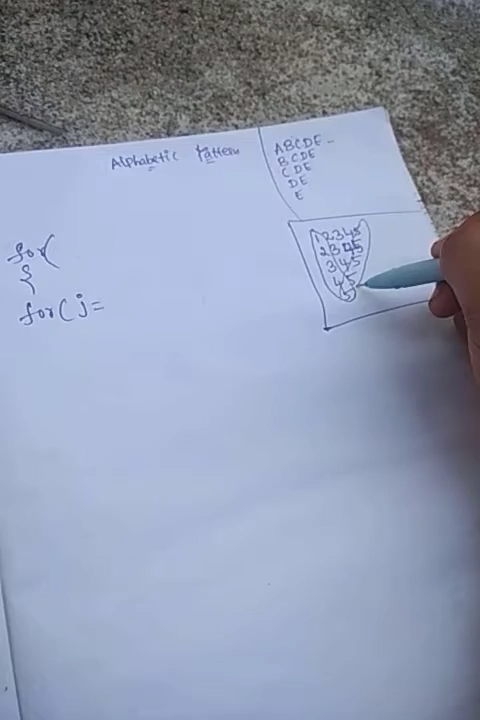 Alphabetic Pattern
ABCDE
BCDE
CDE
DE
E
12345
2345
345
45
5
for(
{
for(j=